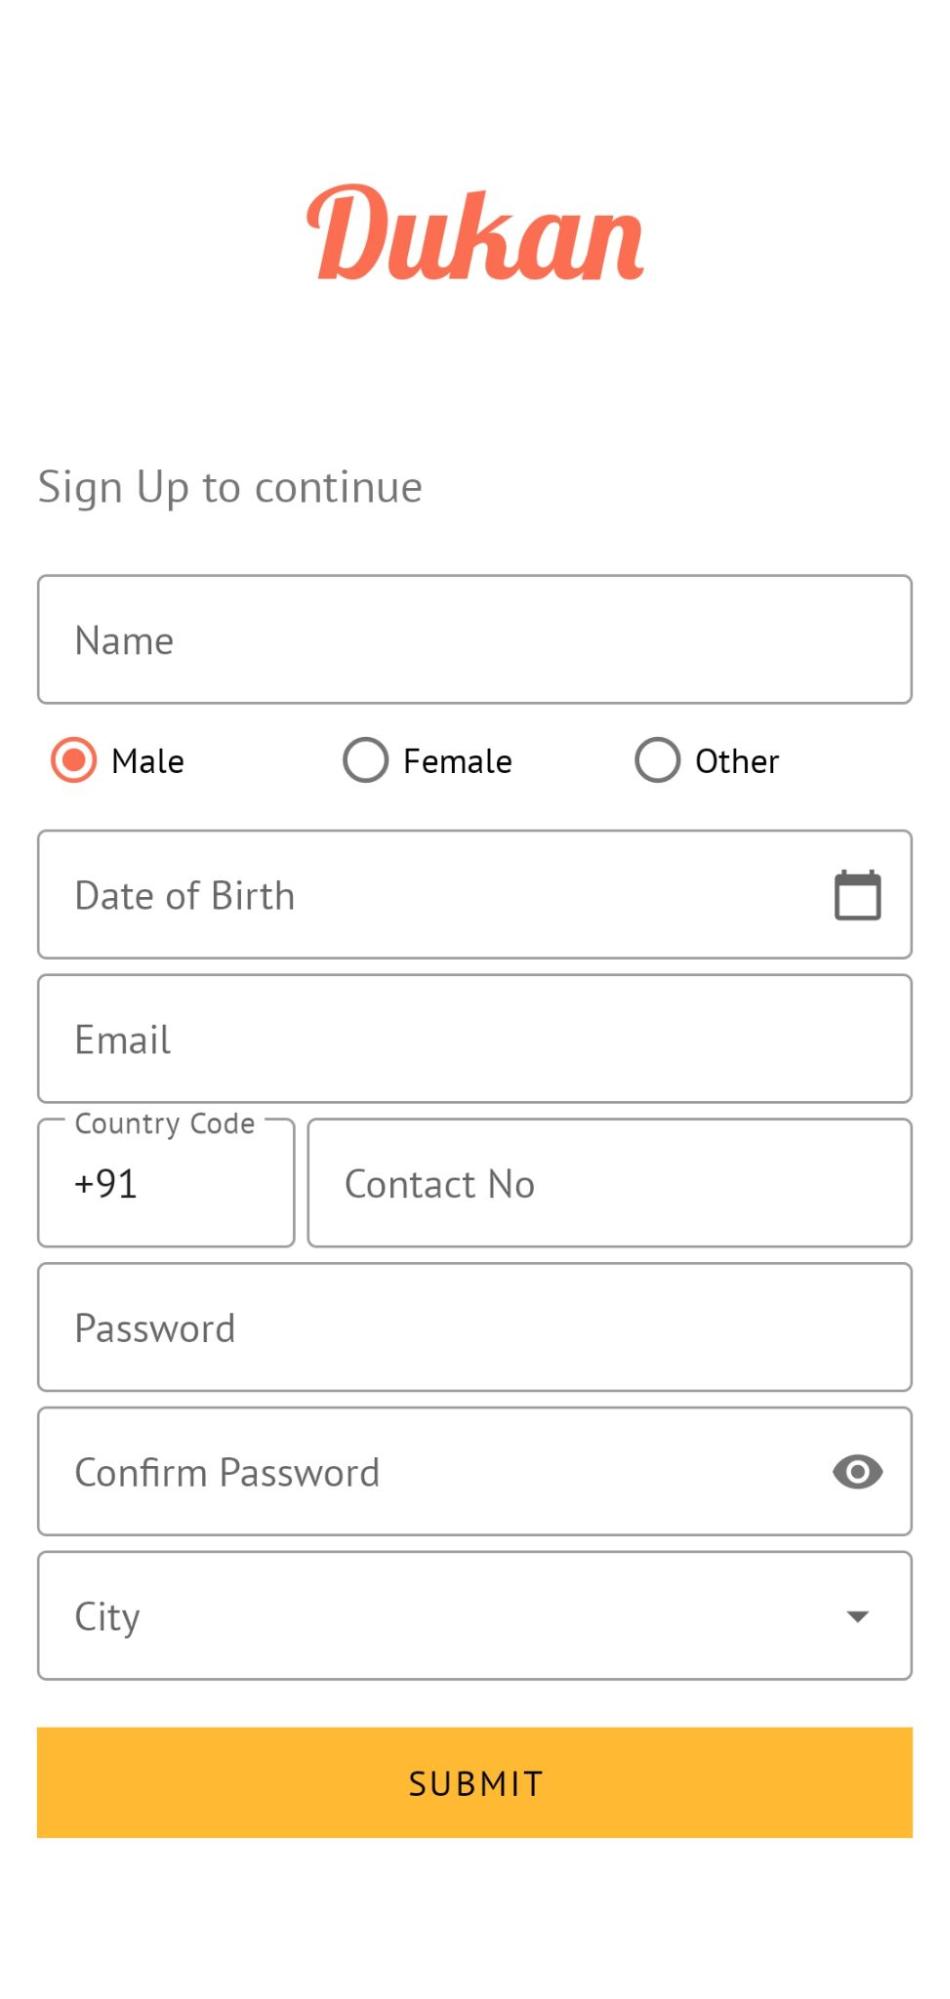 Dukan
Sign Up to continue
Name
Male Female Other
Date of Birth
Email
Country Code
+91 Contact No
Password
Confirm Password
City
SUBMIT